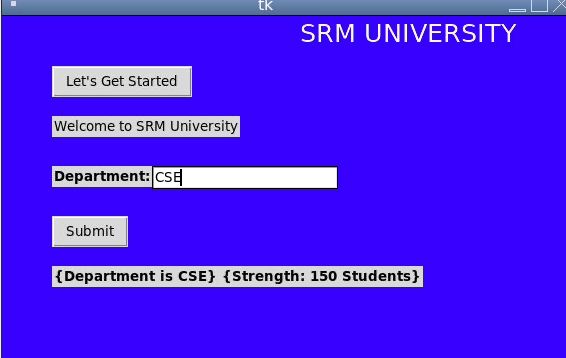 tk
SRM UNIVERSITY
Let's Get Started
Welcome to SRM University
Department: CSE
Submit
{Department is CSE} {Strength: 150 Students}